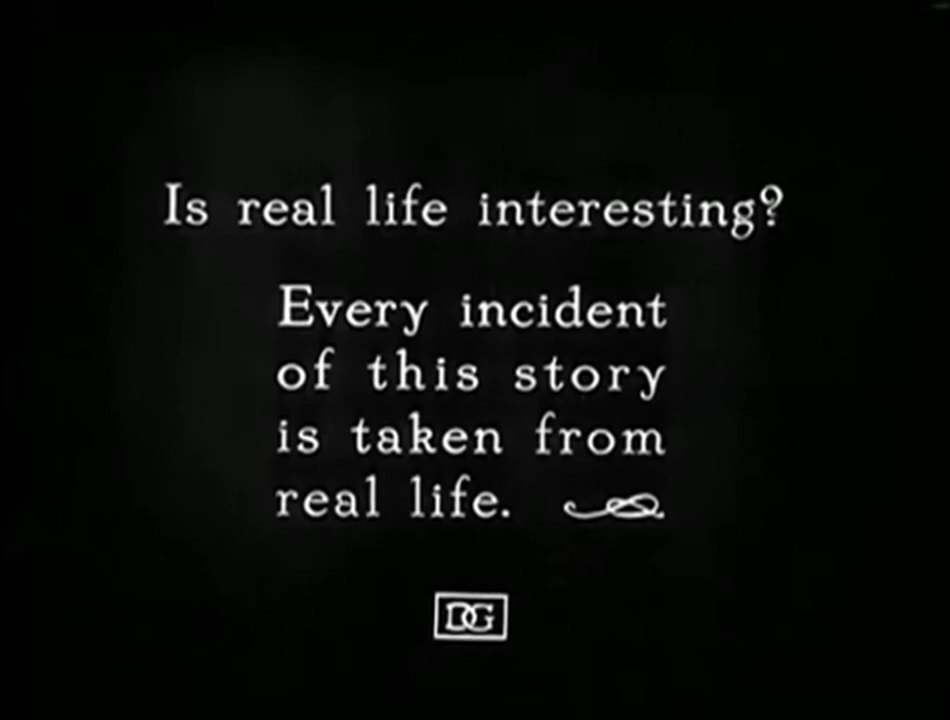 Is real life interesting?
Every incident
of this story
is taken from
real life.
DG